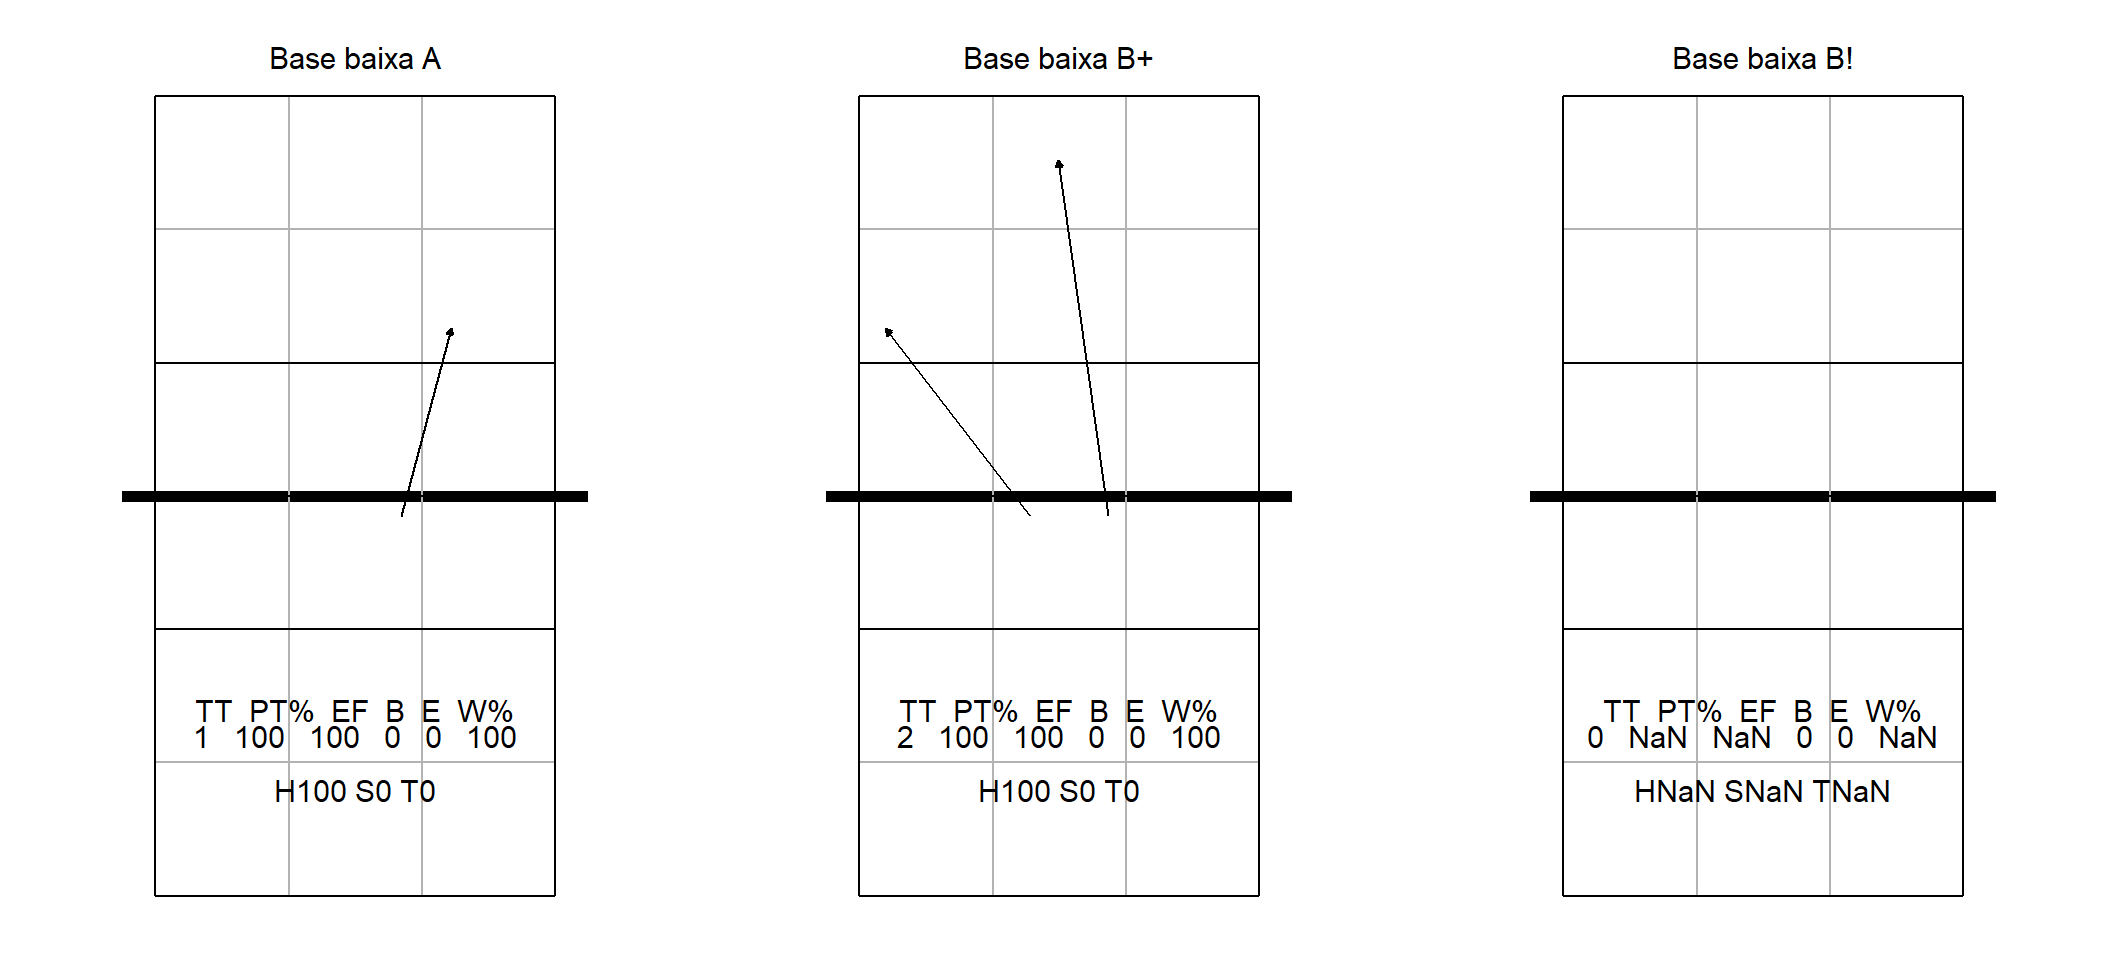 Base baixa A
TT PT% EF B E W%
1 100 100 0 0 100
H100 S0 T0
Base baixa B+
TT PT% EF B E W%
2 100 100 0 0 100
H100 S0 T0
Base baixa B!
TT PT% EF B E W%
0 NaN NaN 0 0 NaN
HNaN SNaN TNaN